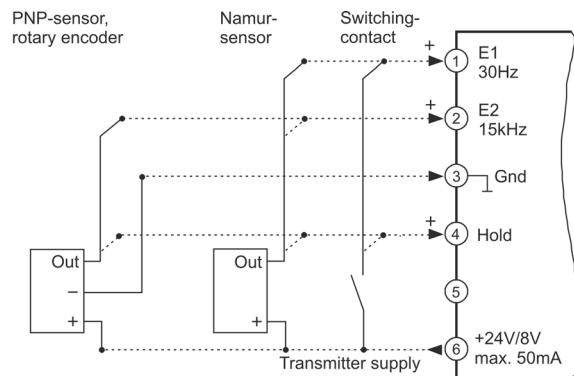 PNP-sensor,
rotary encoder
Namur-
sensor
Switching-
contact
+
1
E1
30Hz
+
2
E2
15kHz
3
Gnd
+
4
Hold
Out
−
+
Out
+
5
6
+24V/8V
max. 50mA
Transmitter supply